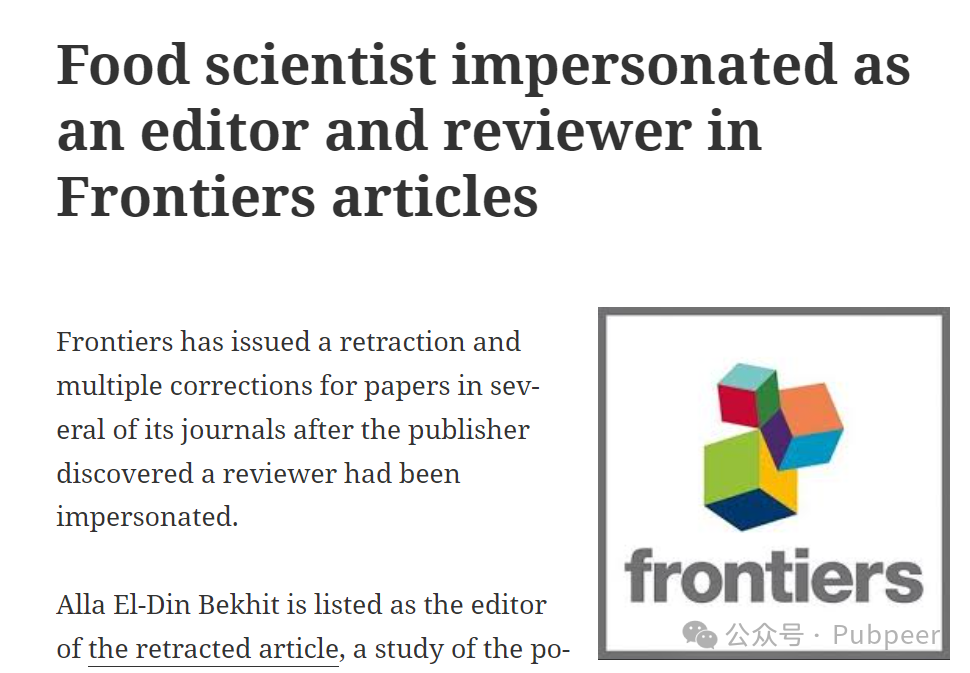 Food scientist impersonated as
an editor and reviewer in
Frontiers articles
Frontiers has issued a retraction and
multiple corrections for papers in sev-
eral of its journals after the publisher
discovered a reviewer had been
impersonated.
Alla El-Din Bekhit is listed as the editor
of the retracted article, a study of the po-
frontiers
公众号 · Pubpeer